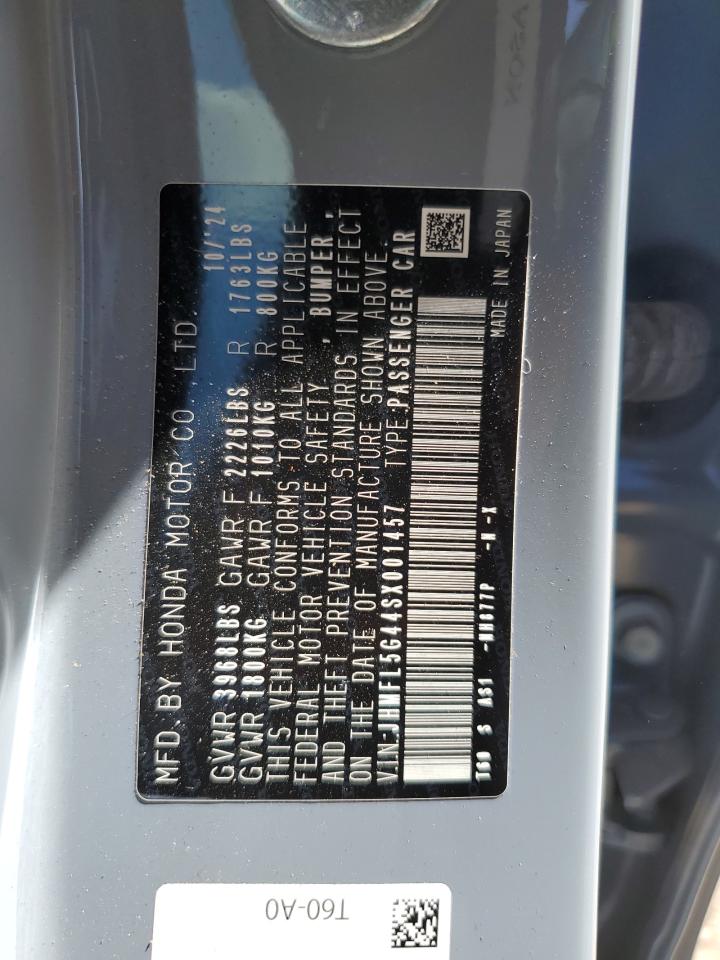 MFD. BY HONDA MOTOR CO LTD. 10/'24
GVWR 3968LBS GAWR F 2226LBS R 1763LBS
GVWR 1800KG GAWR F 1010KG R 800KG
THIS VEHICLE CONFORMS TO ALL APPLICABLE
FEDERAL MOTOR VEHICLE SAFETY , BUMPER ,
AND THEFT PREVENTION STANDARDS IN EFFECT
ON THE DATE OF MANUFACTURE SHOWN ABOVE.
VIN: JHMFL5G44SX001457 TYPE:PASSENGER CAR
T60 S AS1 -NH677P -N -X
MADE IN JAPAN
T60-A0